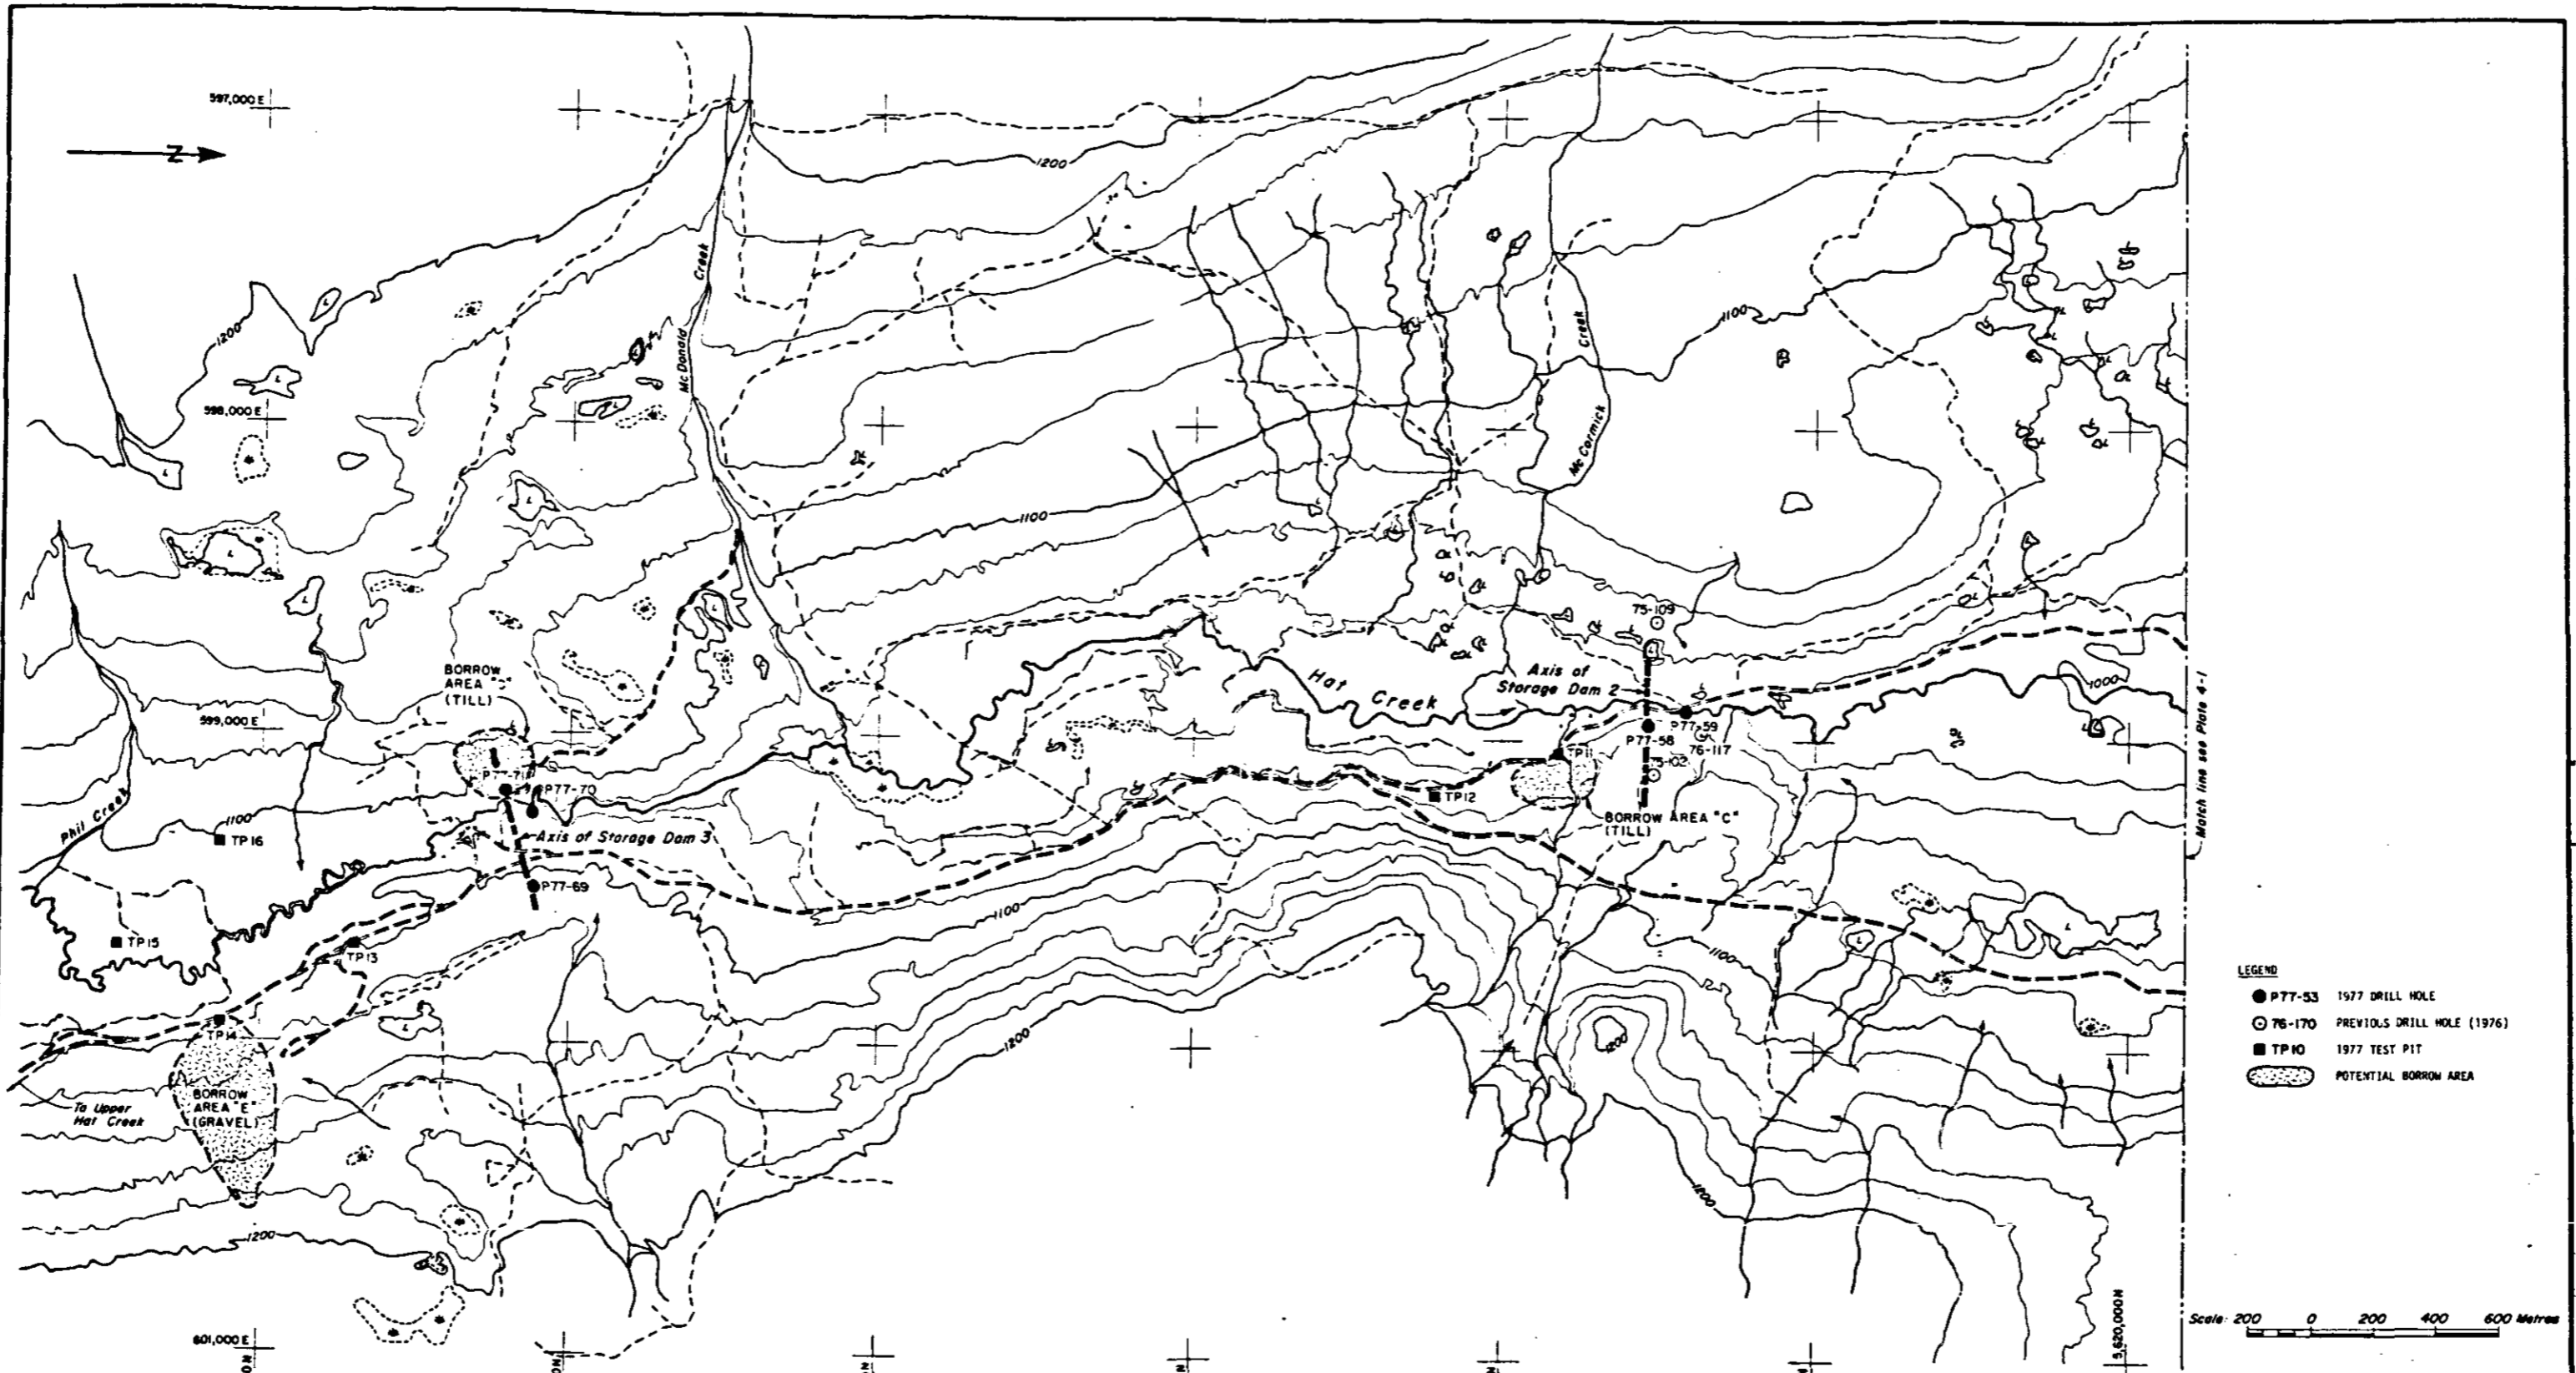 597,000 E
N
1200
Creek
McDonald
1200
1100
Creek
McCormick
1200
598,000 E
1100
75-109
BORROW
AREA "D"
(TILL)
Hat Creek
Axis of
Storage Dam 2
1000
Match line see Plate 4-1
599,000 E
P77-59
P77-58
76-117
TP11
75-102
P77-71
P77-70
TP12
BORROW AREA "C"
(TILL)
Phil Creek
1100
TP16
Axis of Storage Dam 3
P77-69
1100
1100
TP15
TP13
TP14
1200
1200
BORROW
AREA "E"
(GRAVEL)
To Upper
Hat Creek
1200
1200
601,000 E
5,620,000 N
LEGEND
P77-53 1977 DRILL HOLE
76-170 PREVIOUS DRILL HOLE (1976)
TP10 1977 TEST PIT
POTENTIAL BORROW AREA
Scale: 200 0 200 400 600 Metres